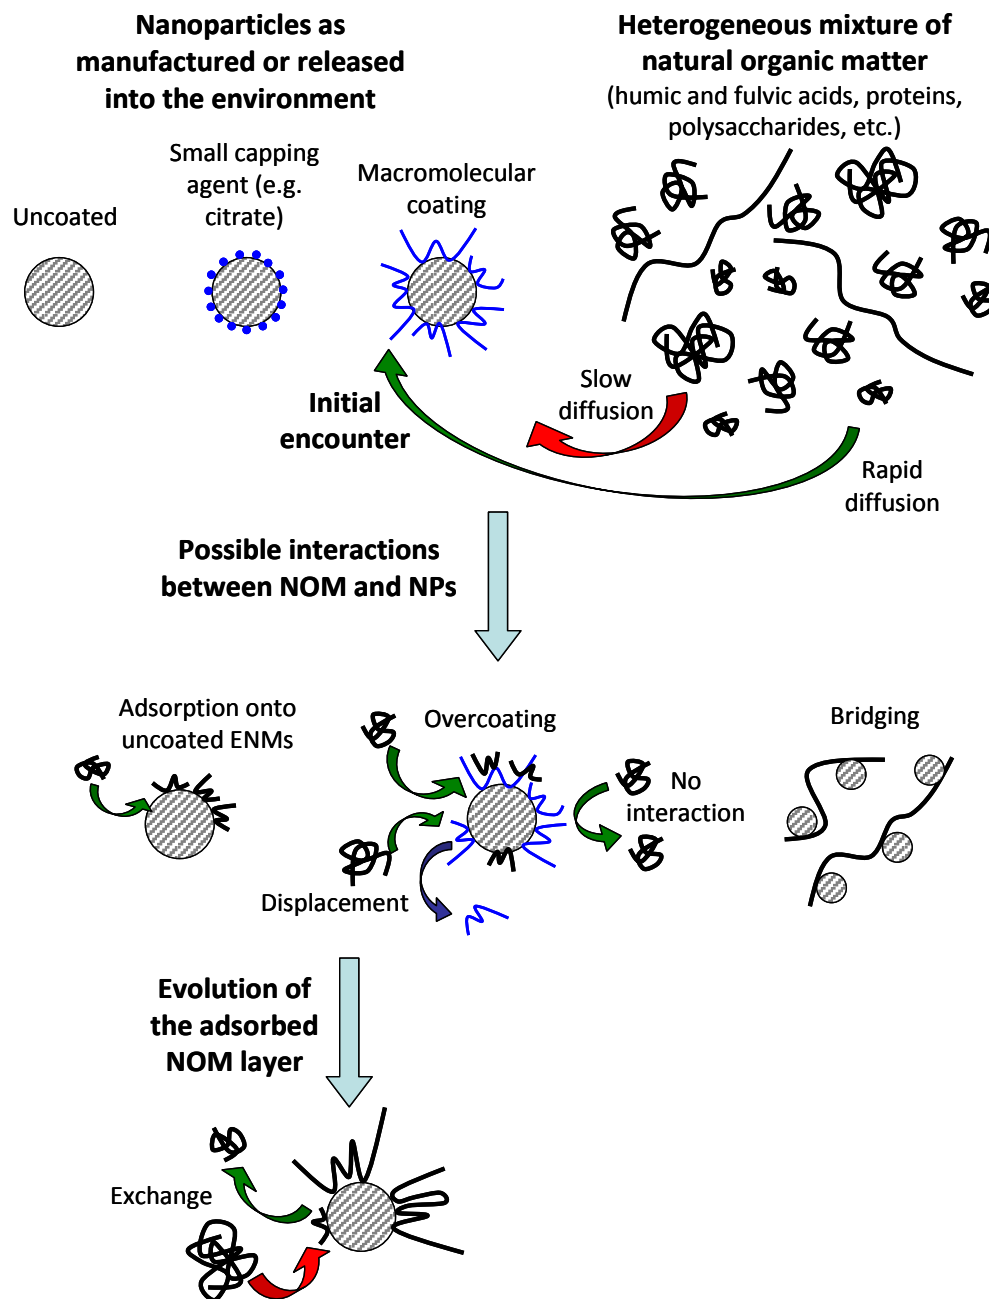 Nanoparticles as
manufactured or released
into the environment
Heterogeneous mixture of
natural organic matter
(humic and fulvic acids, proteins,
polysaccharides, etc.)
Uncoated
Small capping
agent (e.g.
citrate)
Macromolecular
coating
Initial
encounter
Slow
diffusion
Rapid
diffusion
Possible interactions
between NOM and NPs
Adsorption onto
uncoated ENMs
Overcoating
No
interaction
Displacement
Bridging
Evolution of
the adsorbed
NOM layer
Exchange